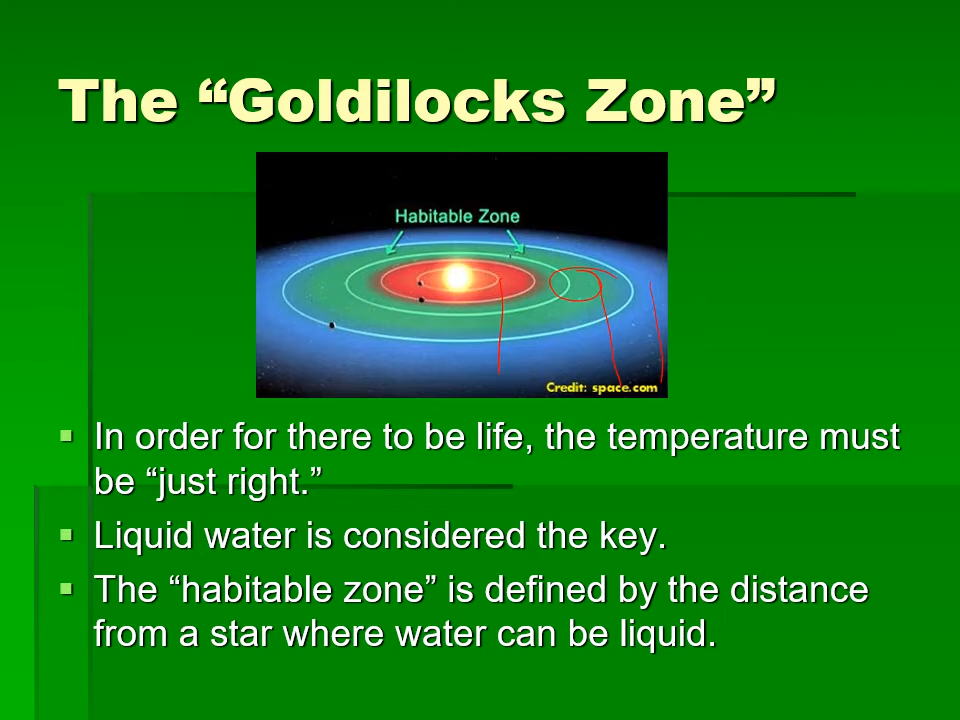 The “Goldilocks Zone”
Habitable Zone
Credit: space.com
In order for there to be life, the temperature must
be “just right.”
Liquid water is considered the key.
The “habitable zone” is defined by the distance
from a star where water can be liquid.